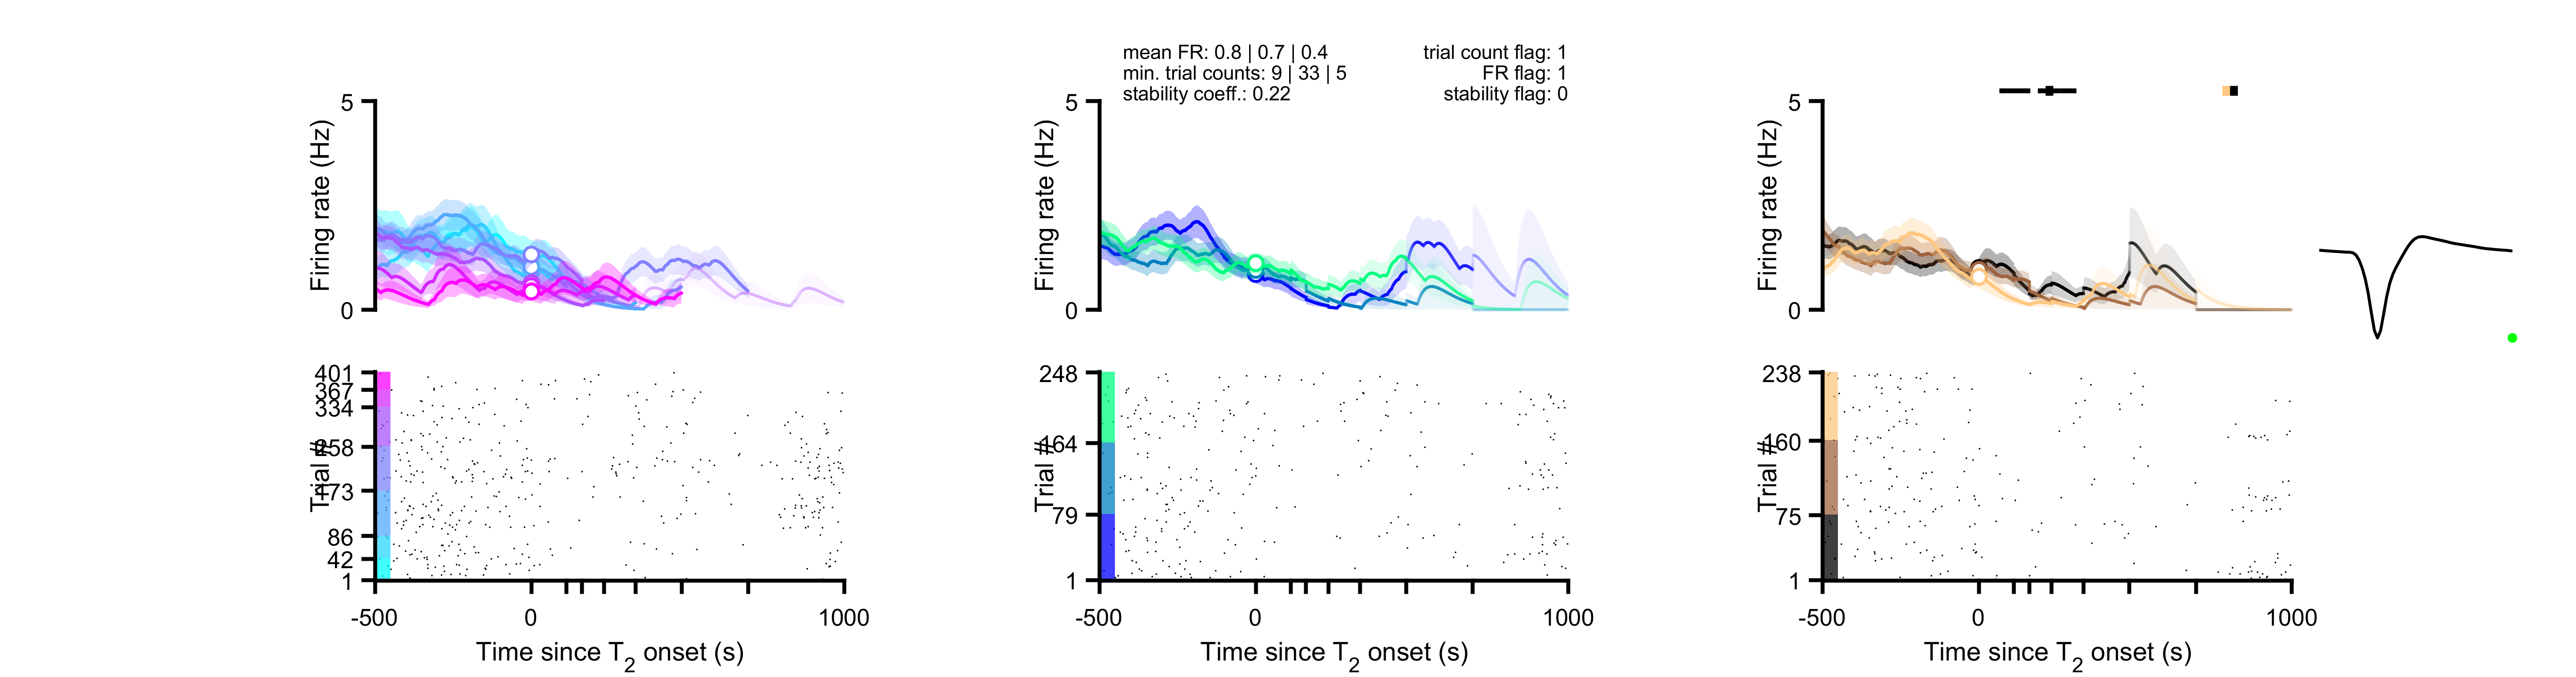 mean FR: 0.8 | 0.7 | 0.4
min. trial counts: 9 | 33 | 5
stability coeff.: 0.22
trial count flag: 1
FR flag: 1
stability flag: 0
5
0
Firing rate (Hz)
401
367
334
258
173
86
42
1
Trial #
-500
0
1000
Time since T2 onset (s)
5
0
Firing rate (Hz)
248
164
79
1
Trial #
-500
0
1000
Time since T2 onset (s)
5
0
Firing rate (Hz)
238
160
75
1
Trial #
-500
0
1000
Time since T2 onset (s)